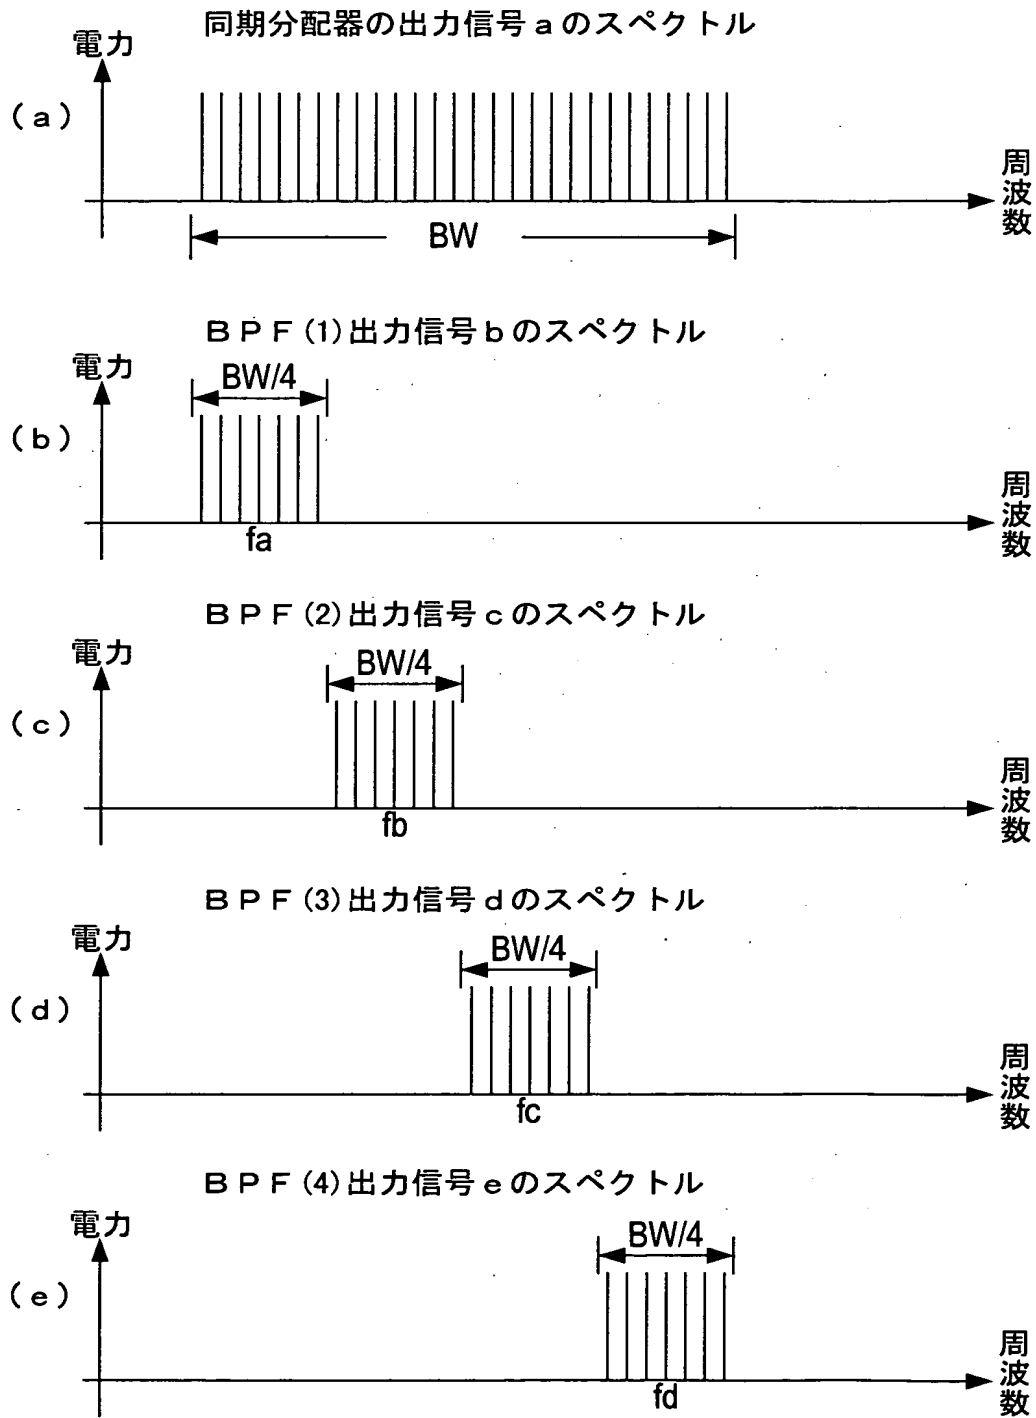 同期分配器の出力信号aのスペクトル
電力
(a)
周波数
BW
BPF(1)出力信号bのスペクトル
電力
BW/4
(b)
周波数
fa
BPF(2)出力信号cのスペクトル
電力
BW/4
(c)
周波数
fb
BPF(3)出力信号dのスペクトル
電力
BW/4
(d)
周波数
fc
BPF(4)出力信号eのスペクトル
電力
BW/4
(e)
周波数
fd